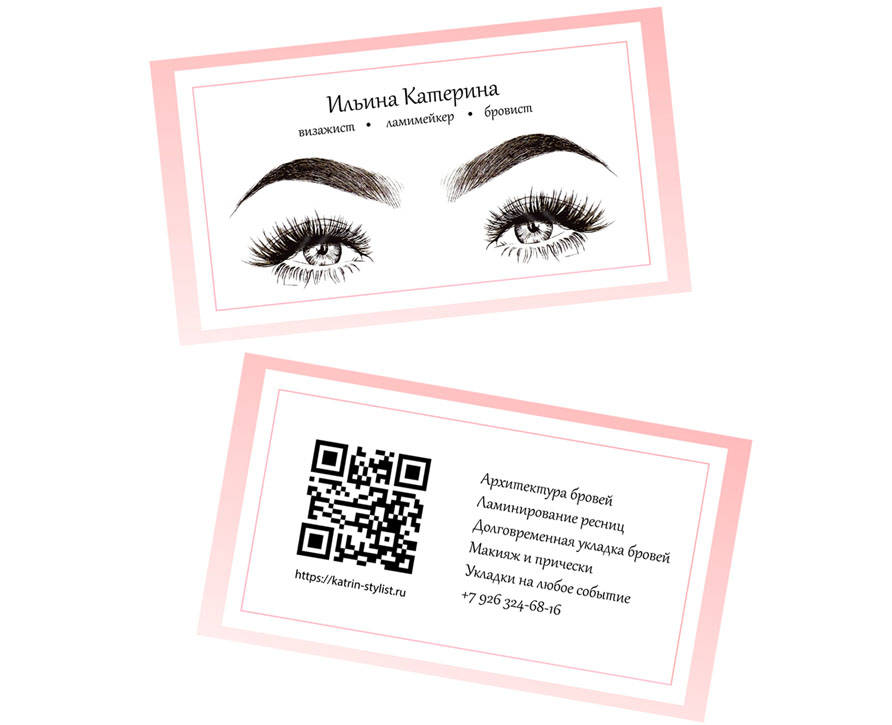 Ильина Катерина
визажист • ламимейкер • бровист
https://katrin-stylist.ru
Архитектура бровей
Ламинирование ресниц
Долговременная укладка бровей
Макияж и прически
Укладки на любое событие
+7 926 324-68-16